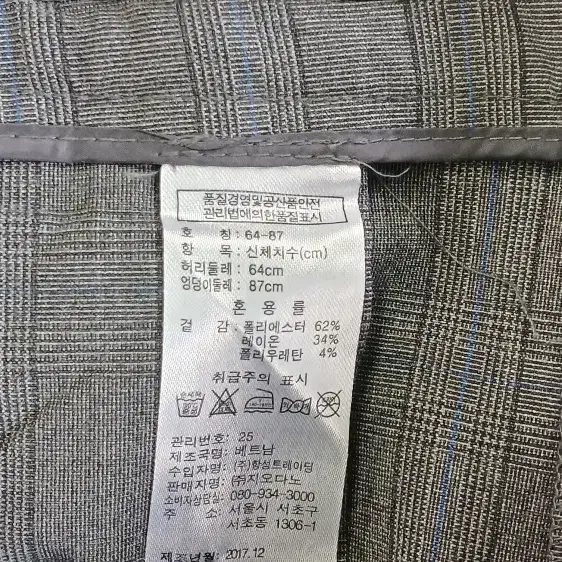 품질경영및공산품안전
관리법에의한품질표시
호 칭 : 64-87
항 목 : 신체치수(cm)
허리둘레 : 64cm
엉덩이둘레 : 87cm
혼 용 률
겉 감 : 폴리에스터 62%
레이온 34%
폴리우레탄 4%
취급주의 표시
관리번호 : 25
제조국명 : 베트남
수입자명 : (주)항성트레이딩
판매자명 : (주)지오다노
소비자상담실 : 080-934-3000
주 소 : 서울시 서초구
서초동 1306-1
제조년월 2017.12